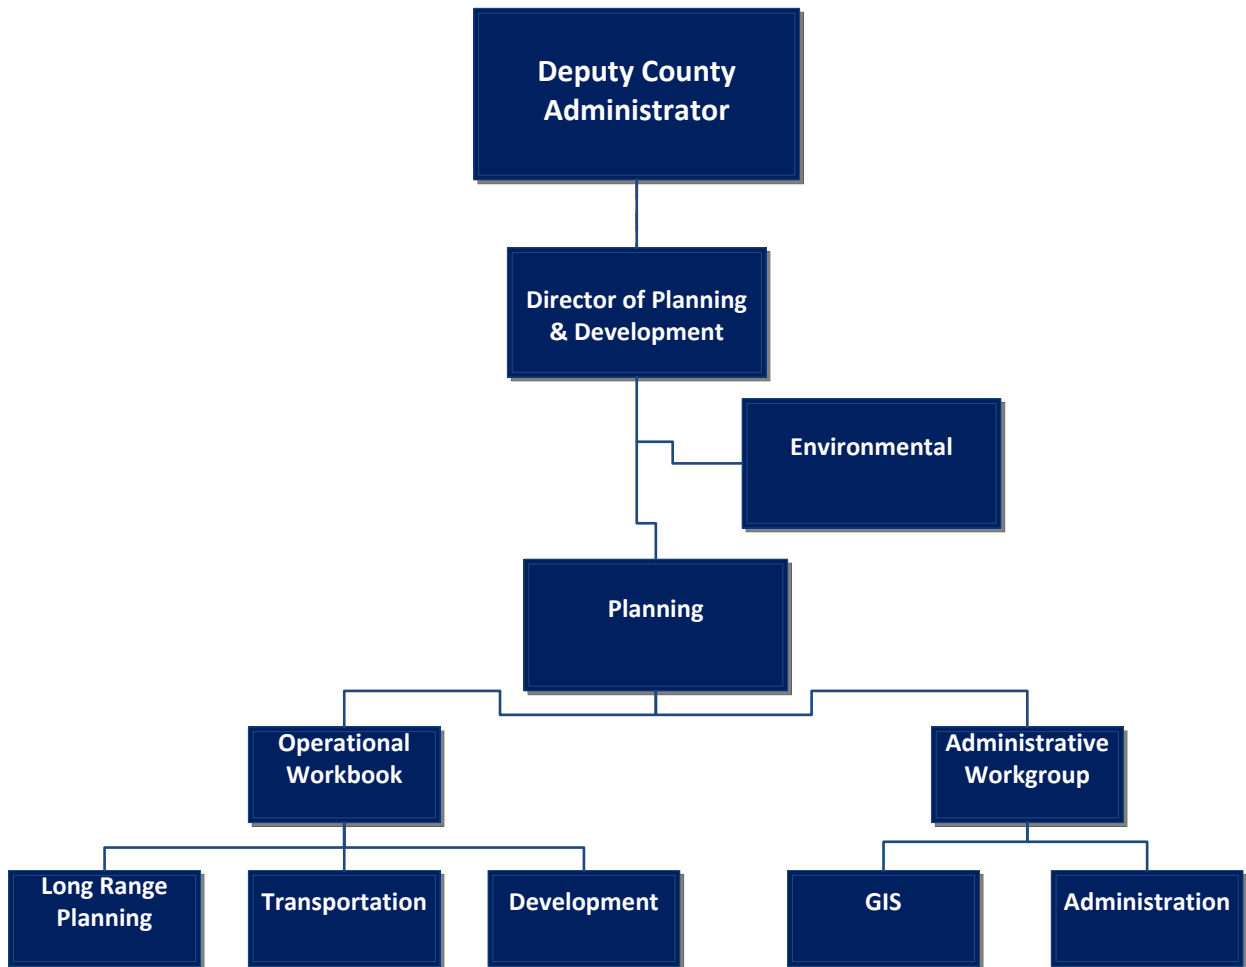 Deputy County
Administrator
Director of Planning
& Development
Environmental
Planning
Operational
Workbook
Administrative
Workgroup
Long Range
Planning
Transportation
Development
GIS
Administration